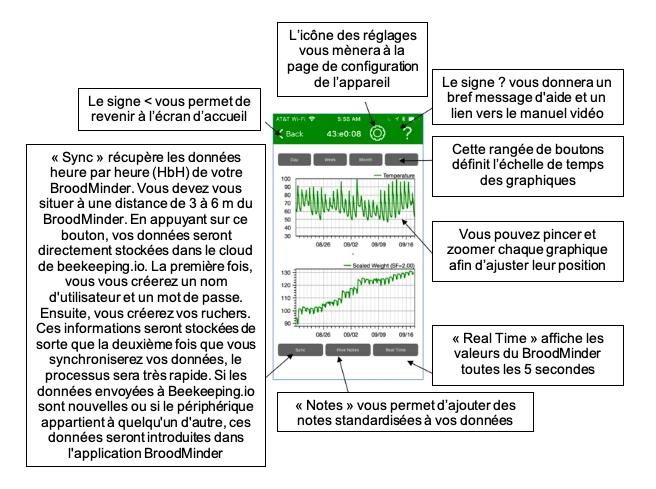 L'icône des réglages
vous mènera à la
page de configuration
de l'appareil
Le signe ? vous donnera un
bref message d'aide et un
lien vers le manuel vidéo
Le signe < vous permet de
revenir à l'écran d'accueil
AT&T Wi-Fi 5:55 AM
Back 43:e0:08 ?
« Sync » récupère les données
heure par heure (HbH) de votre
BroodMinder. Vous devez vous
situer à une distance de 3 à 6 m du
BroodMinder. En appuyant sur ce
bouton, vos données seront
directement stockées dans le cloud
de beekeeping.io. La première fois,
vous vous créerez un nom
d'utilisateur et un mot de passe.
Ensuite, vous créerez vos ruchers.
Ces informations seront stockées de
sorte que la deuxième fois que vous
synchroniserez vos données, le
processus sera très rapide. Si les
données envoyées à Beekeeping.io
sont nouvelles ou si le périphérique
appartient à quelqu'un d'autre, ces
données seront introduites dans
l'application BroodMinder
Day Week Month
Cette rangée de boutons
définit l'échelle de temps
des graphiques
Temperature
100
90
80
70
60
50
40
30
08/26 09/02 09/09 09/16
Vous pouvez pincer et
zoomer chaque graphique
afin d'ajuster leur position
Scaled Weight (SF=2.00)
130
120
110
100
90
08/26 09/02 09/09 09/16
Sync Hive Notes Real Time
« Real Time » affiche les
valeurs du BroodMinder
toutes les 5 secondes
« Notes » vous permet d'ajouter des
notes standardisées à vos données